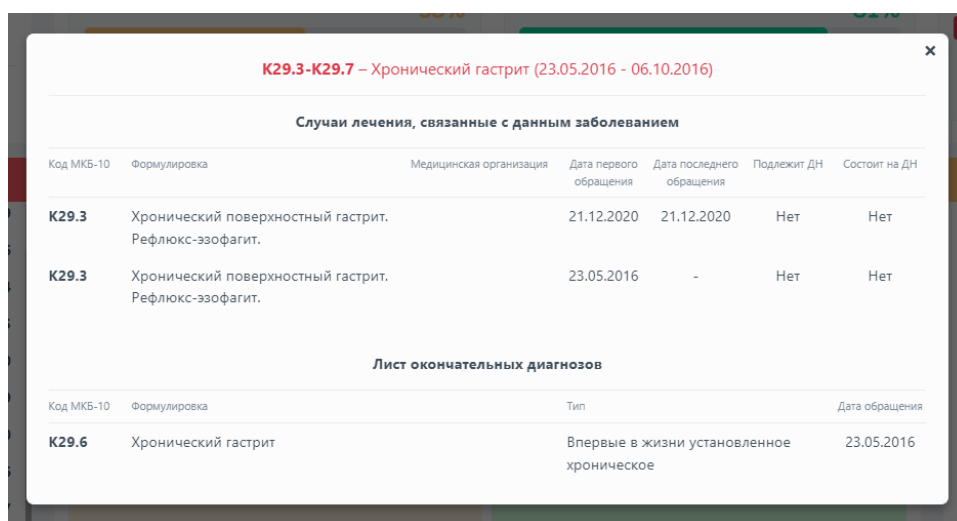 K29.3-K29.7 – Хронический гастрит (23.05.2016 - 06.10.2016)
Случаи лечения, связанные с данным заболеванием
Код МКБ-10 Формулировка Медицинская организация Дата первого обращения Дата последнего обращения Подлежит ДН Состоит на ДН
K29.3 Хронический поверхностный гастрит. 21.12.2020 21.12.2020 Нет Нет
Рефлюкс-эзофагит.
K29.3 Хронический поверхностный гастрит. 23.05.2016 - Нет Нет
Рефлюкс-эзофагит.
Лист окончательных диагнозов
Код МКБ-10 Формулировка Тип Дата обращения
K29.6 Хронический гастрит Впервые в жизни установленное 23.05.2016
хроническое